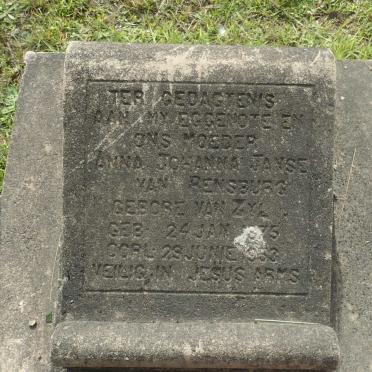 TER GEDAGTENIS
AAN MY EGGENOTE EN
ONS MOEDER
ANNA JOHANNA JANSE
VAN RENSBURG
GEBORE VAN ZYL
GEB. 24 JAN.
OORL. 29 JUNIE
VEILIG IN JESUS ARMS